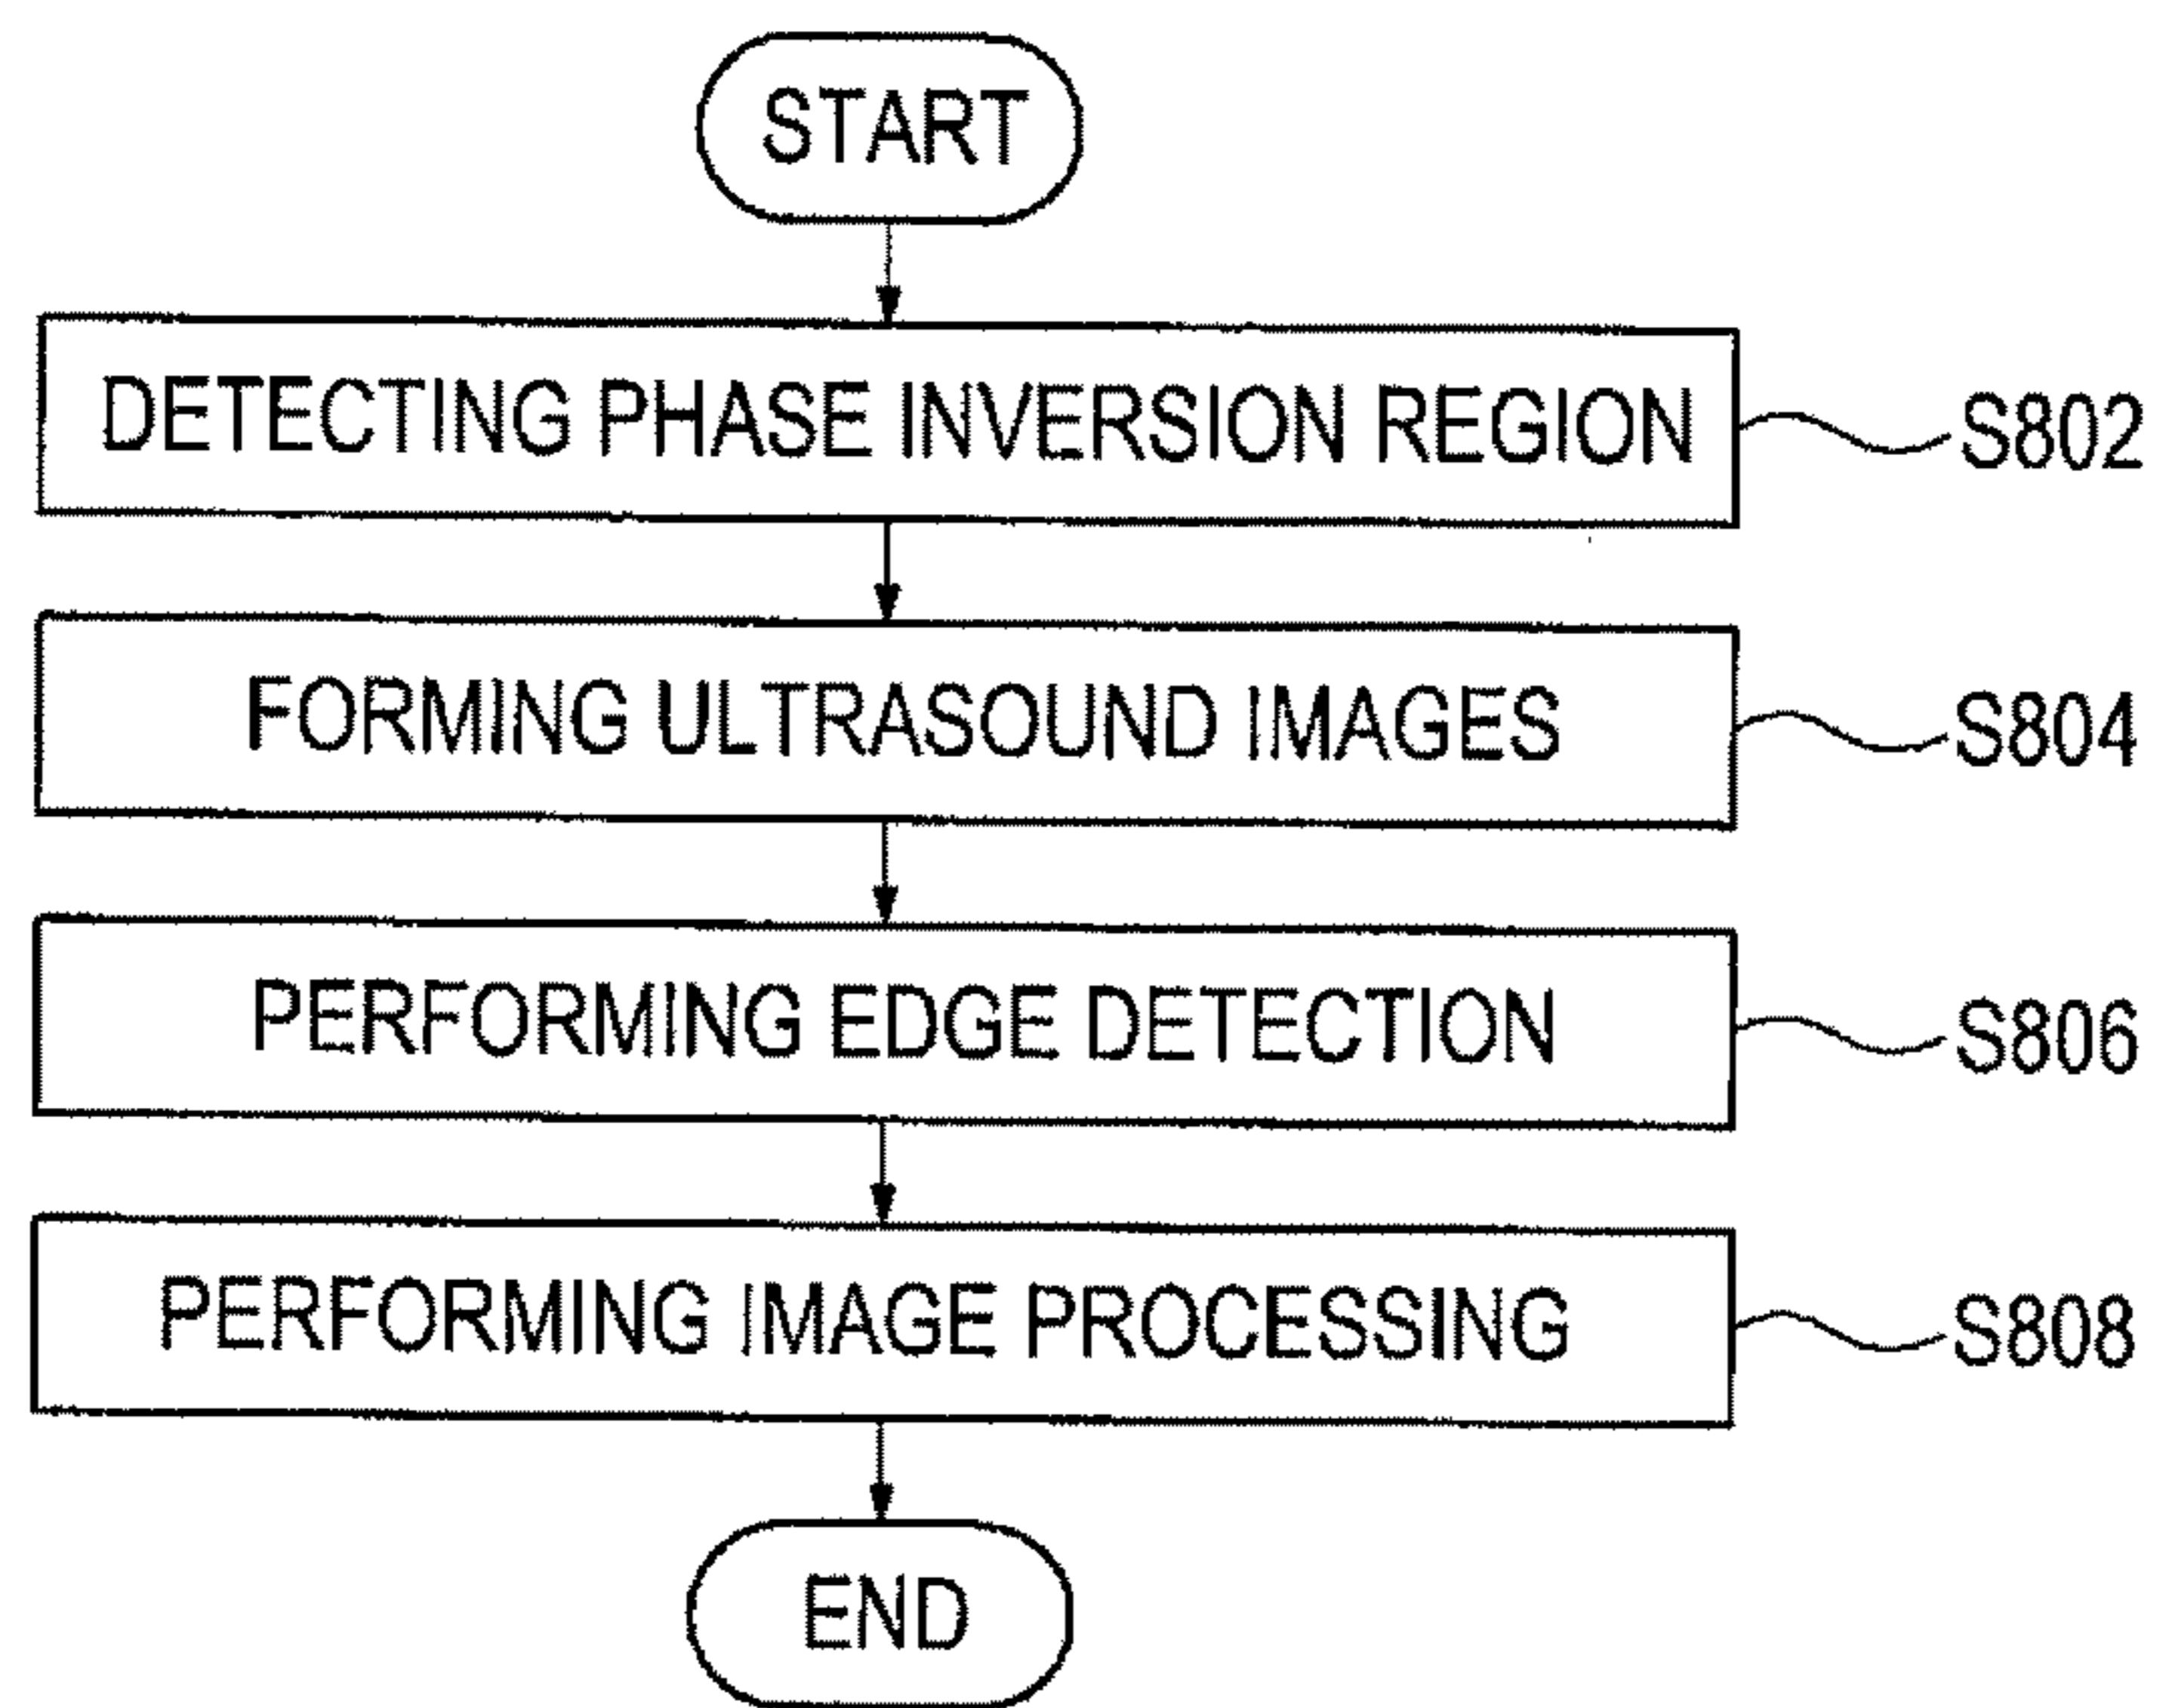 START
DETECTING PHASE INVERSION REGION
S802
FORMING ULTRASOUND IMAGES
S804
PERFORMING EDGE DETECTION
S806
PERFORMING IMAGE PROCESSING
S808
END